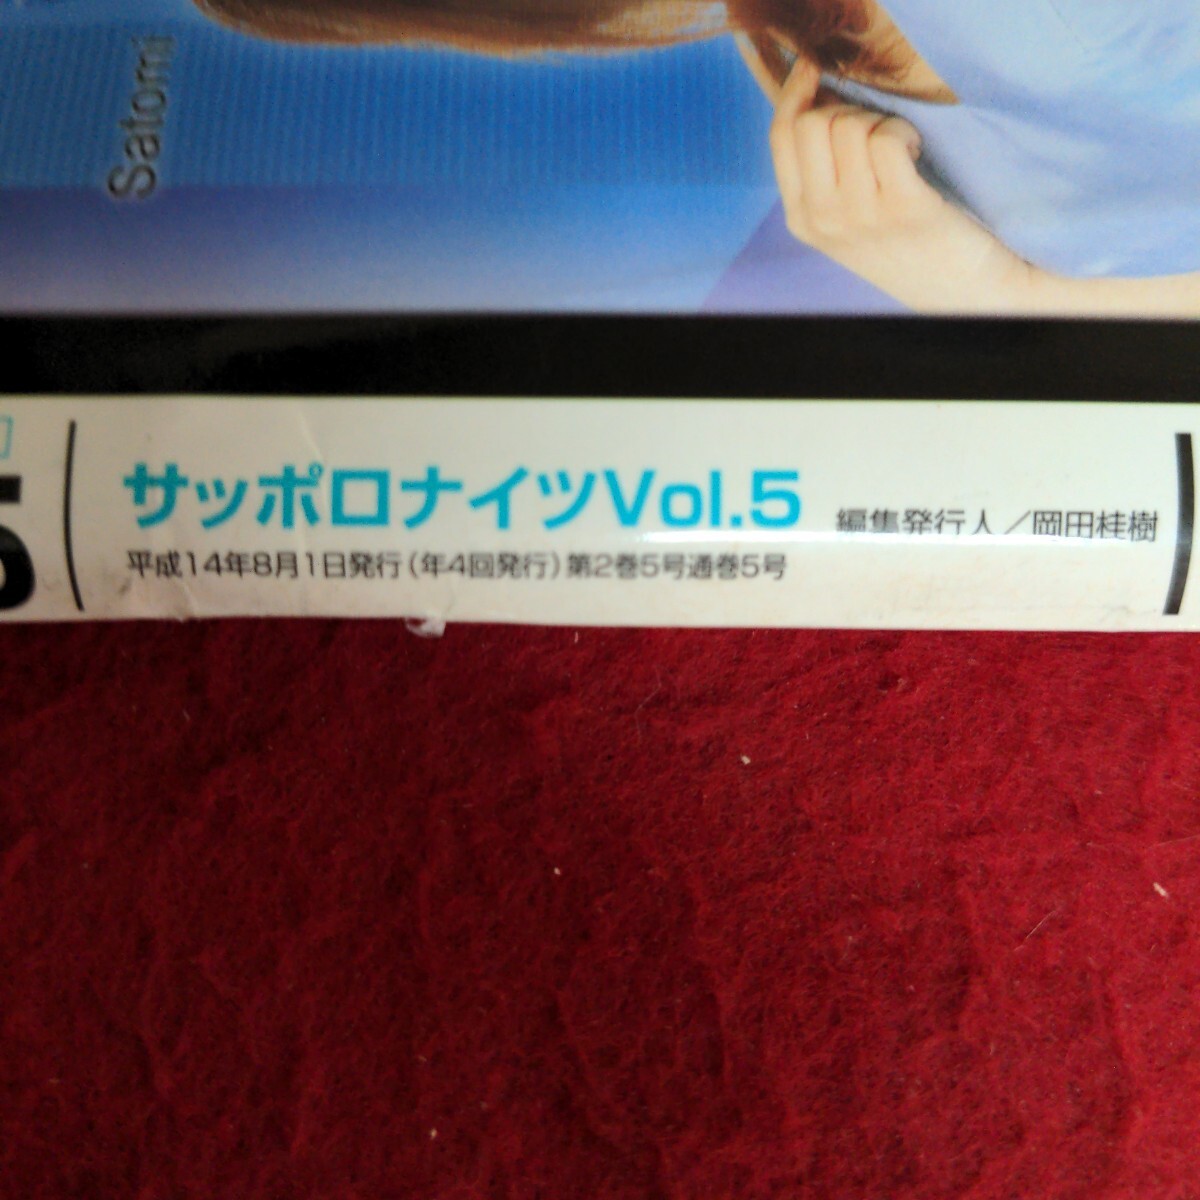 Satomi
サッポロナイツVol.5
編集発行人／岡田桂樹
平成14年8月1日発行（年4回発行）第2巻5号通巻5号